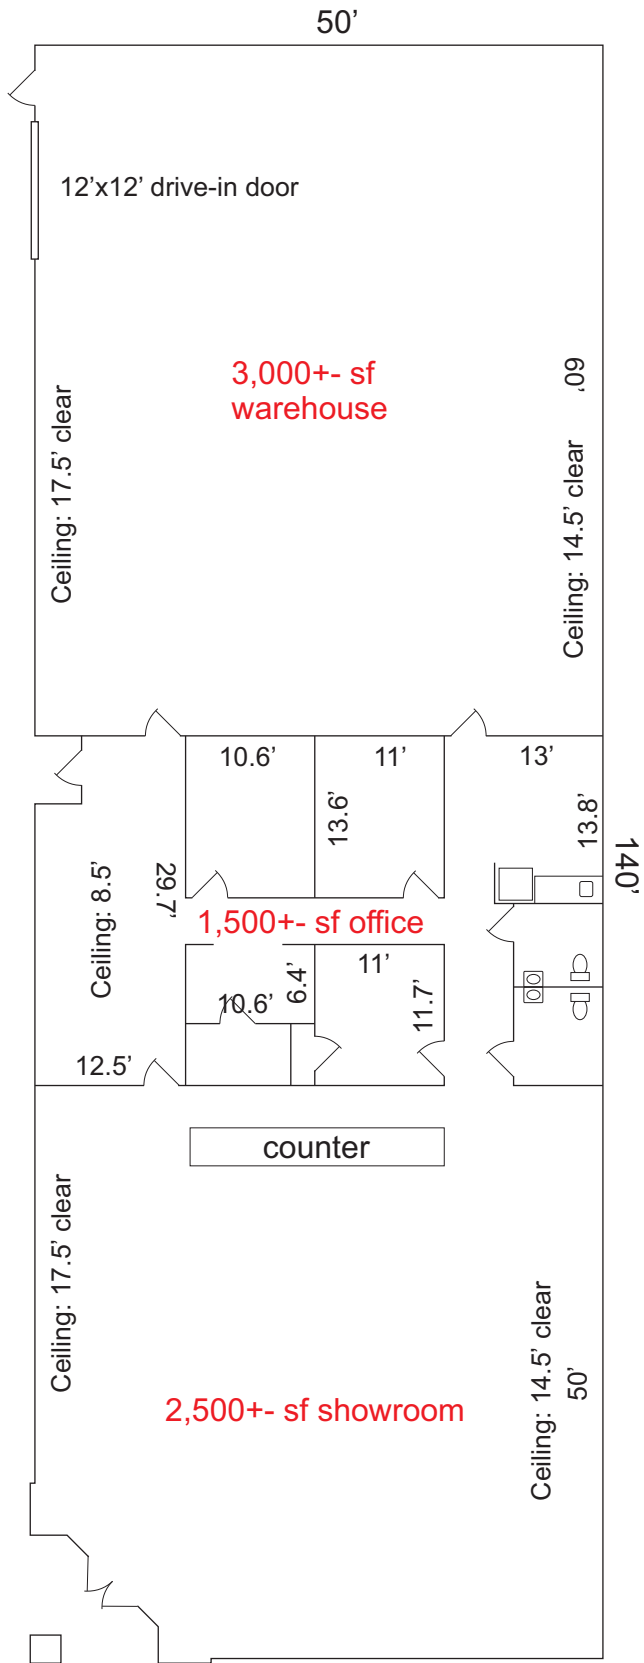 50’
12’x12’ drive-in door
3,000+- sf
warehouse
60’
Ceiling: 17.5’ clear
Ceiling: 14.5’ clear
10.6’
11’
13’
13.6’
13.8’
140’
29.7’
Ceiling: 8.5’
1,500+- sf office
11’
6.4’
10.6’
11.7’
12.5’
counter
Ceiling: 17.5’ clear
Ceiling: 14.5’ clear
50’
2,500+- sf showroom